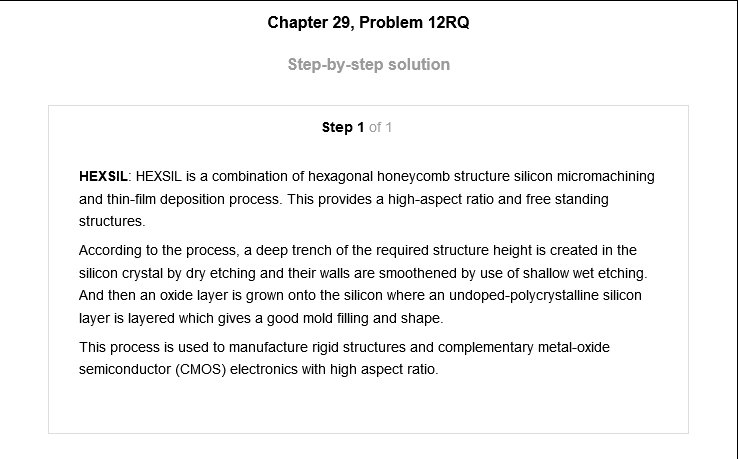 Chapter 29, Problem 12RQ
Step-by-step solution
Step 1 of 1
HEXSIL: HEXSIL is a combination of hexagonal honeycomb structure silicon micromachining
and thin-film deposition process. This provides a high-aspect ratio and free standing
structures.
According to the process, a deep trench of the required structure height is created in the
silicon crystal by dry etching and their walls are smoothened by use of shallow wet etching.
And then an oxide layer is grown onto the silicon where an undoped-polycrystalline silicon
layer is layered which gives a good mold filling and shape.
This process is used to manufacture rigid structures and complementary metal-oxide
semiconductor (CMOS) electronics with high aspect ratio.